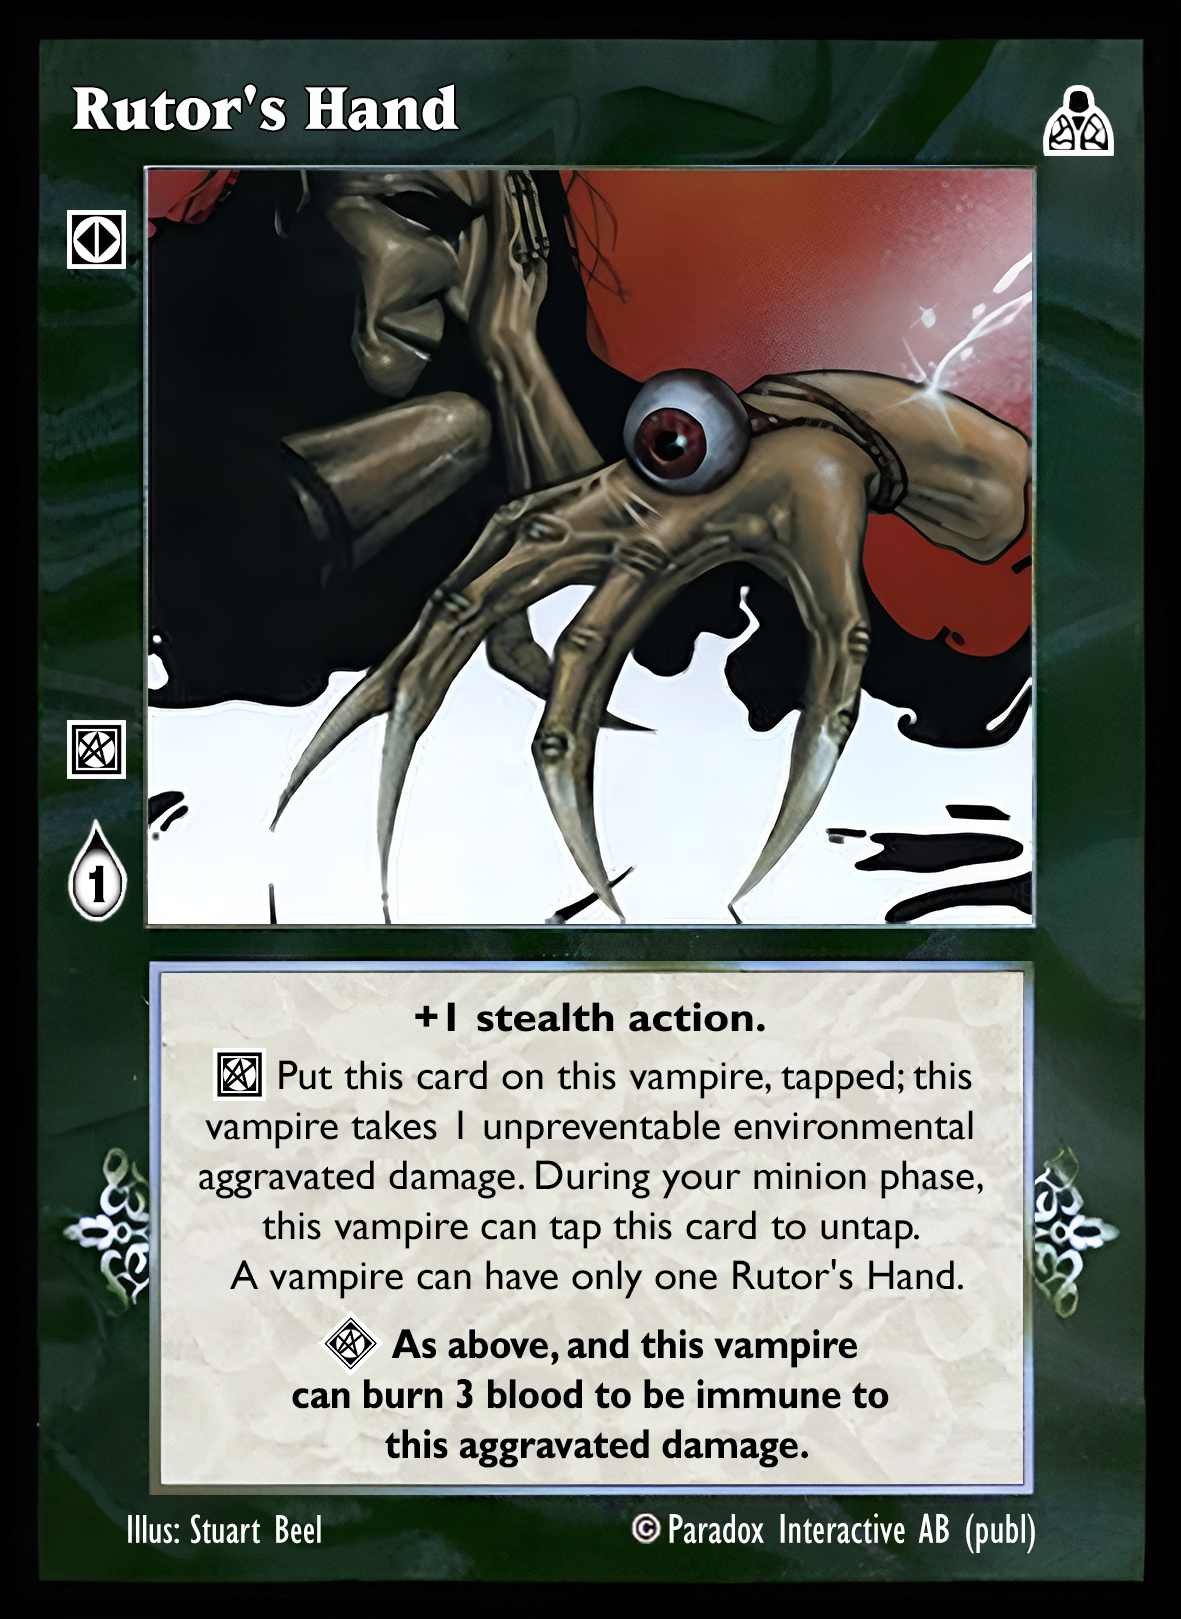 Rutor's Hand
1
+1 stealth action.
Put this card on this vampire, tapped; this
vampire takes 1 unpreventable environmental
aggravated damage. During your minion phase,
this vampire can tap this card to untap.
A vampire can have only one Rutor's Hand.
As above, and this vampire
can burn 3 blood to be immune to
this aggravated damage.
Illus: Stuart Beel
© Paradox Interactive AB (publ)